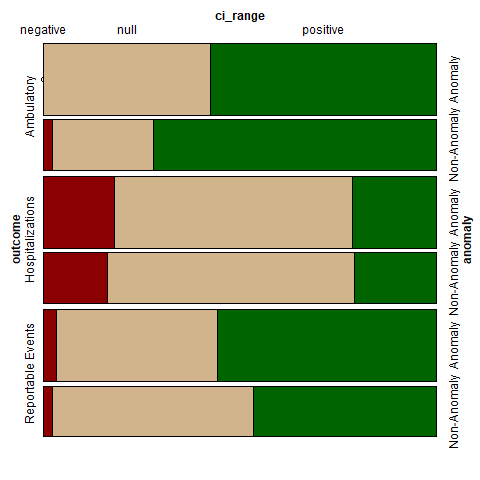 ci_range
negative null positive
outcome
Ambulatory
Hospitalizations
Reportable Events
anomaly
Anomaly
Non-Anomaly
Anomaly
Non-Anomaly
Anomaly
Non-Anomaly